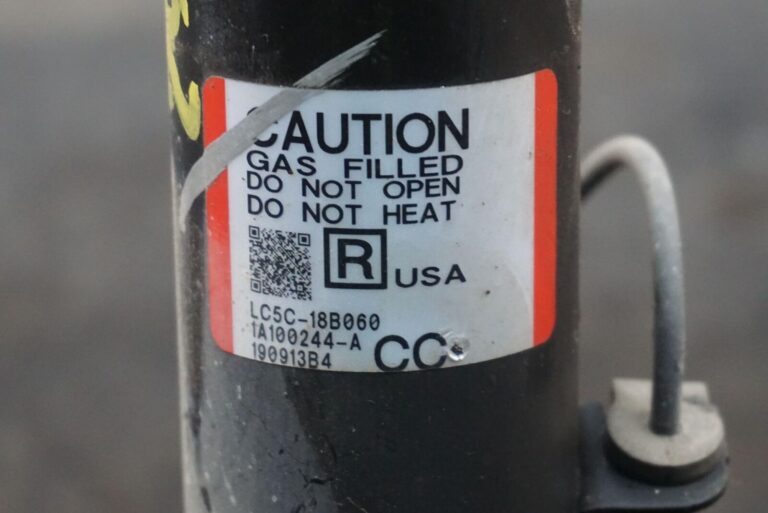 CAUTION
GAS FILLED
DO NOT OPEN
DO NOT HEAT
R USA
LC5C-18B060
1A100244-A
190913B4 CC